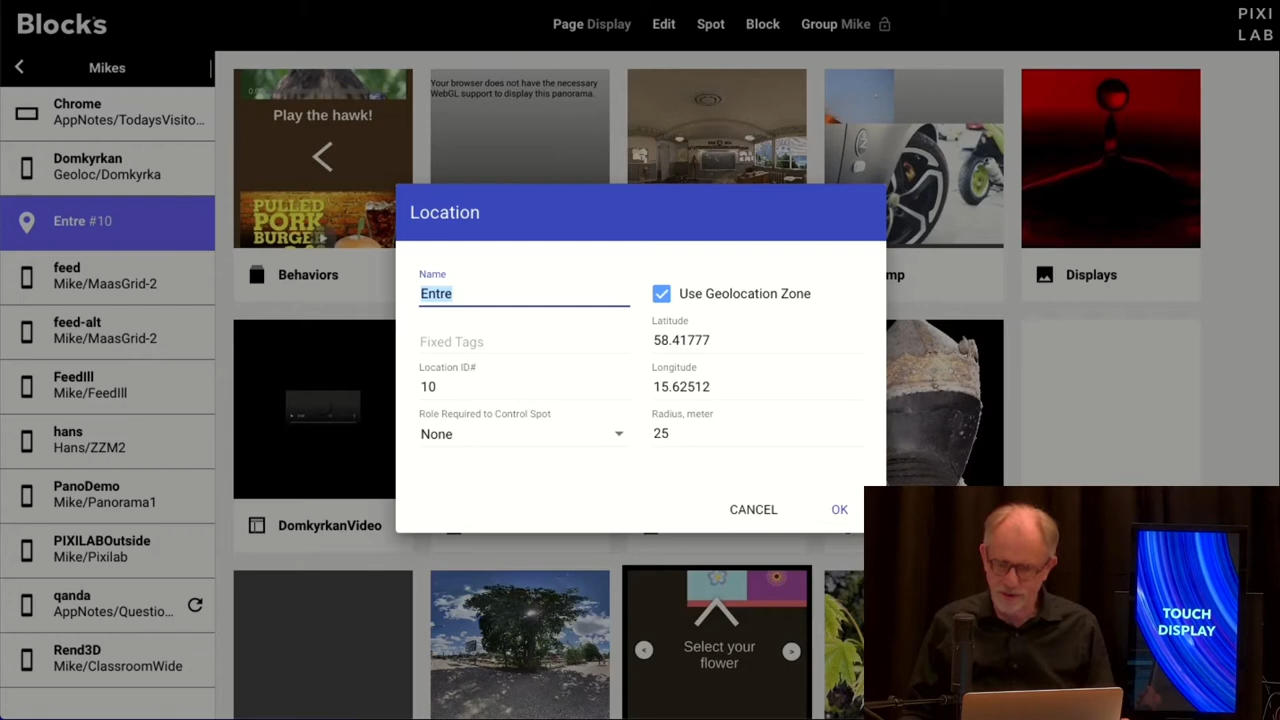 Blocks
Page Display
Edit
Spot
Block
Group Mike
PIXI
LAB
Mikes
Chrome
AppNotes/TodaysVisito...
Domkyrkan
Geoloc/Domkyrka
Entre #10
feed
Mike/MaasGrid-2
feed-alt
Mike/MaasGrid-2
FeedIll
Mike/FeedIll
hans
Hans/ZZM2
PanoDemo
Mike/Panorama1
PIXILABOutside
Mike/Pixilab
qanda
AppNotes/Questio...
Rend3D
Mike/ClassroomWide
Play the hawk!
PULLED
PORK
BURGE
Behaviors
Your browser does not have the necessary
WebGL support to display this panorama.
mp
Displays
Location
Name
Entre
Fixed Tags
Location ID#
10
Role Required to Control Spot
None
Use Geolocation Zone
Latitude
58.41777
Longitude
15.62512
Radius, meter
25
CANCEL
OK
DomkyrkanVideo
Select your
flower
TOUCH
DISPLAY